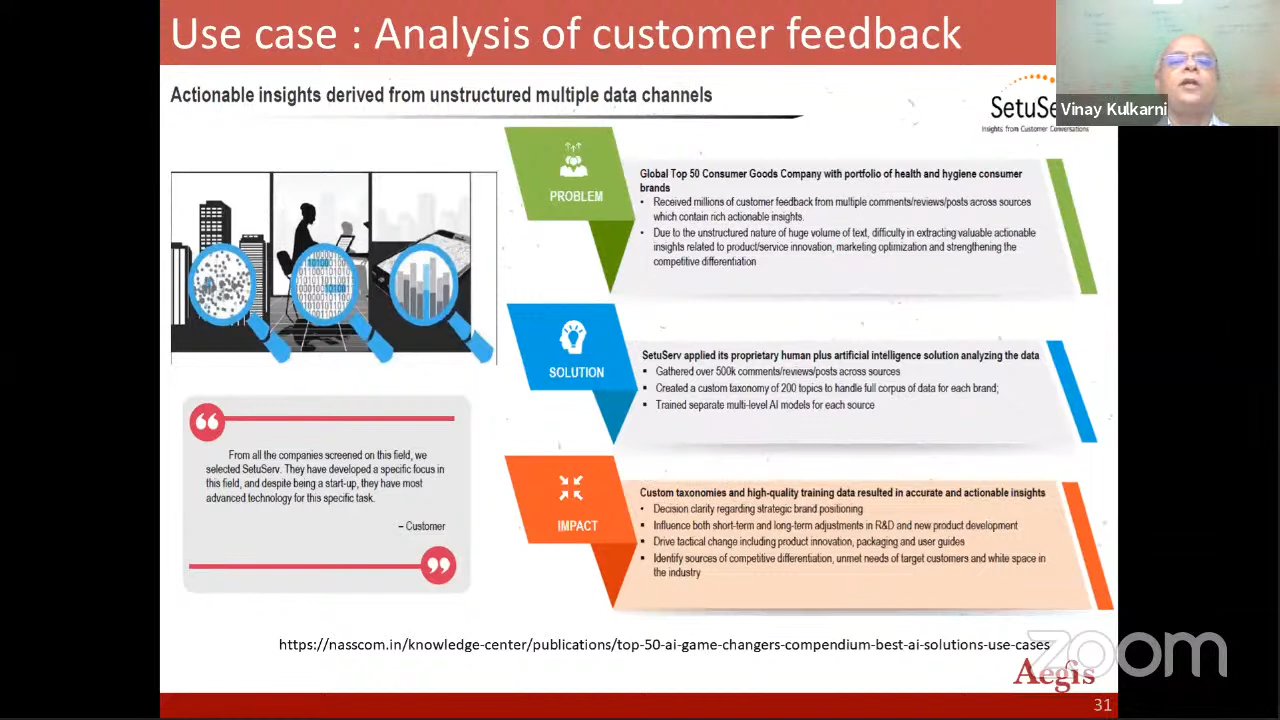 Use case : Analysis of customer feedback
Actionable insights derived from unstructured multiple data channels
SetuSe
Insights from Customer Conversations
Vinay Kulkarni
PROBLEM
Global Top 50 Consumer Goods Company with portfolio of health and hygiene consumer
brands
▪ Received millions of customer feedback from multiple comments/reviews/posts across sources
which contain rich actionable insights.
▪ Due to the unstructured nature of huge volume of text, difficulty in extracting valuable actionable
insights related to product/service innovation, marketing optimization and strengthening the
competitive differentiation
SOLUTION
SetuServ applied its proprietary human plus artificial intelligence solution analyzing the data
▪ Gathered over 500k comments/reviews/posts across sources
▪ Created a custom taxonomy of 200 topics to handle full corpus of data for each brand;
▪ Trained separate multi-level AI models for each source
“
From all the companies screened on this field, we
selected SetuServ. They have developed a specific focus in
this field, and despite being a start-up, they have most
advanced technology for this specific task.
– Customer
”
IMPACT
Custom taxonomies and high-quality training data resulted in accurate and actionable insights
▪ Decision clarity regarding strategic brand positioning
▪ Influence both short-term and long-term adjustments in R&D and new product development
▪ Drive tactical change including product innovation, packaging and user guides
▪ Identify sources of competitive differentiation, unmet needs of target customers and white space in
the industry
https://nasscom.in/knowledge-center/publications/top-50-ai-game-changers-compendium-best-ai-solutions-use-cases
zoom
Aegis
31